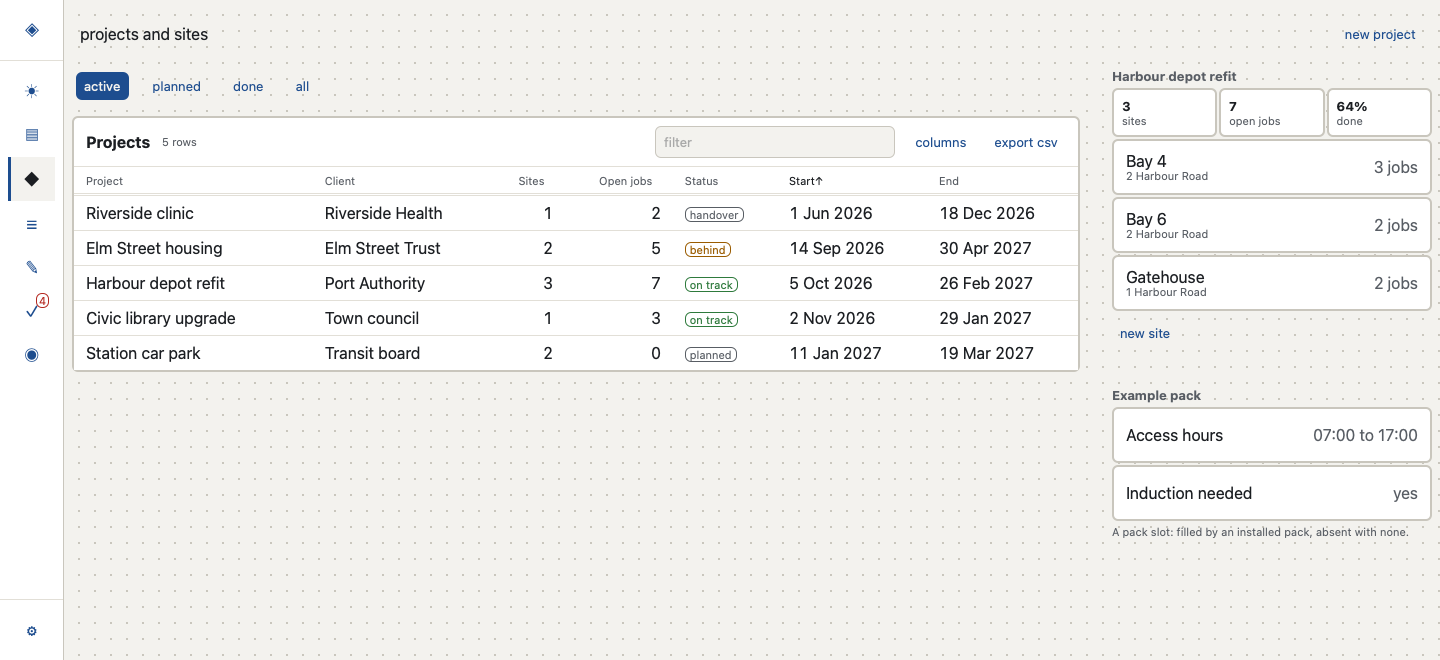 projects and sites
new project
active planned done all
Projects 5 rows filter columns export csv
Project Client Sites Open jobs Status Start↑ End
Riverside clinic Riverside Health 1 2 handover 1 Jun 2026 18 Dec 2026
Elm Street housing Elm Street Trust 2 5 behind 14 Sep 2026 30 Apr 2027
Harbour depot refit Port Authority 3 7 on track 5 Oct 2026 26 Feb 2027
Civic library upgrade Town council 1 3 on track 2 Nov 2026 29 Jan 2027
Station car park Transit board 2 0 planned 11 Jan 2027 19 Mar 2027
4
Harbour depot refit
3 7 64%
sites open jobs done
Bay 4 3 jobs
2 Harbour Road
Bay 6 2 jobs
2 Harbour Road
Gatehouse 2 jobs
1 Harbour Road
new site
Example pack
Access hours 07:00 to 17:00
Induction needed yes
A pack slot: filled by an installed pack, absent with none.